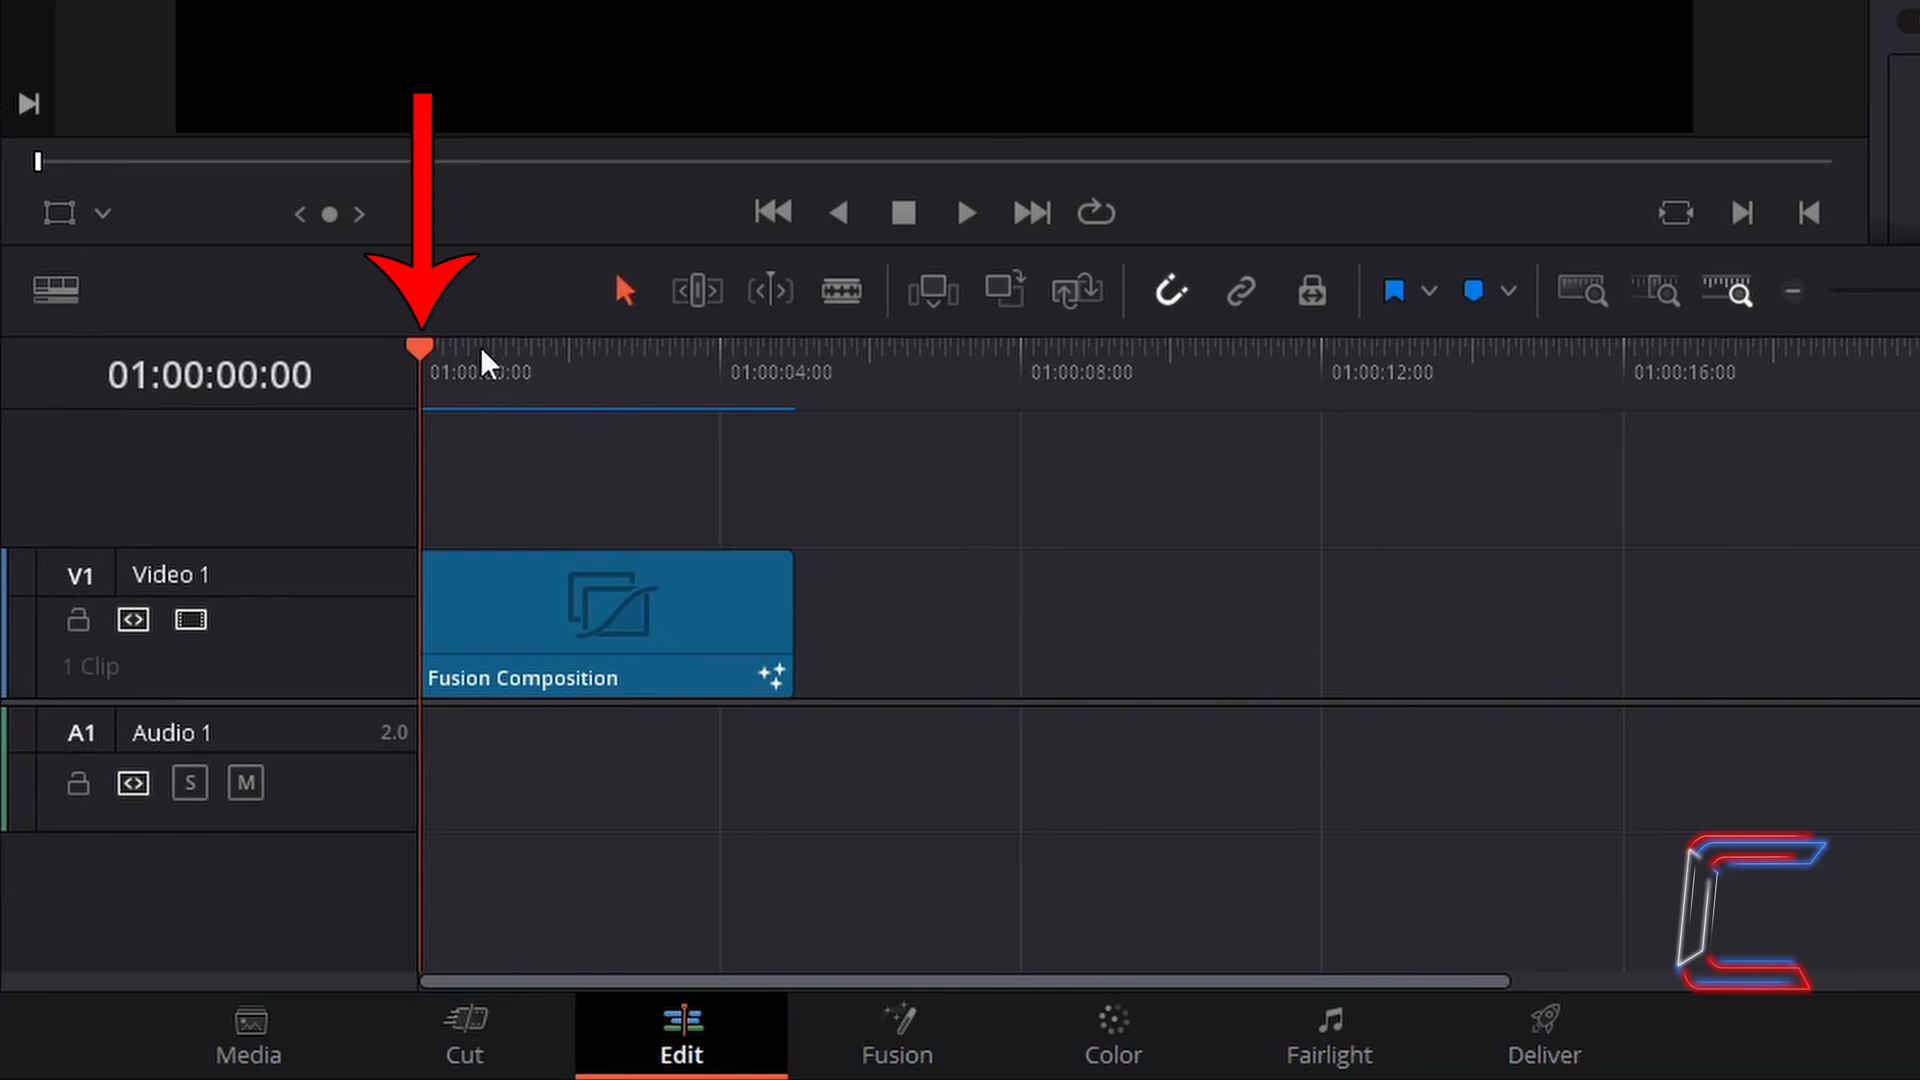 01:00:00:00
01:00:04:00
01:00:08:00
01:00:12:00
01:00:16:00
V1 Video 1
1 Clip
Fusion Composition
A1 Audio 1 2.0
S M
Media Cut Edit Fusion Color Fairlight Deliver